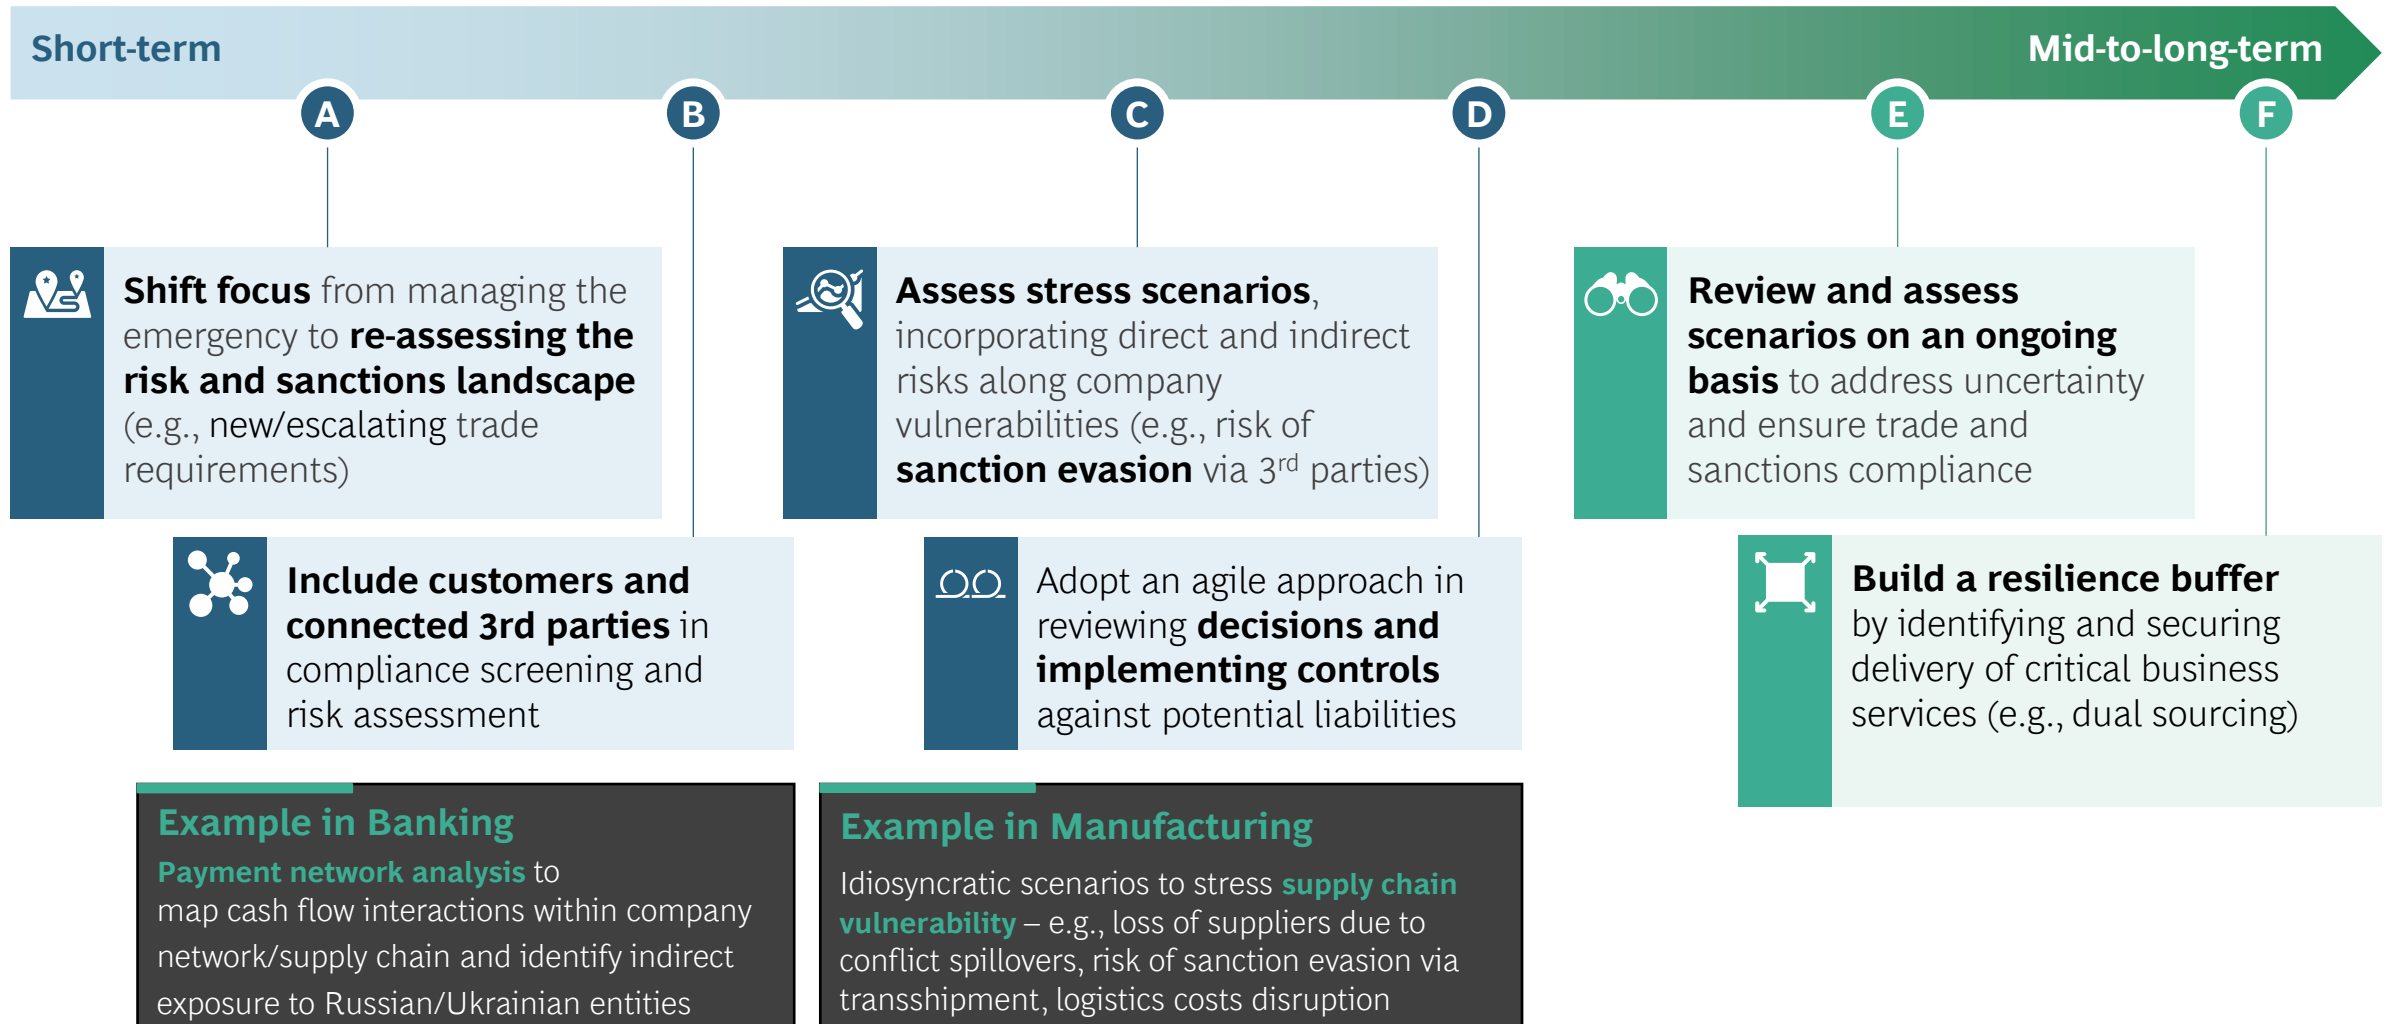 Short-term
Mid-to-long-term
A
B
C
D
E
F
Shift focus from managing the
emergency to re-assessing the
risk and sanctions landscape
(e.g., new/escalating trade
requirements)
Include customers and
connected 3rd parties in
compliance screening and
risk assessment
Assess stress scenarios,
incorporating direct and indirect
risks along company
vulnerabilities (e.g., risk of
sanction evasion via 3rd parties)
Adopt an agile approach in
reviewing decisions and
implementing controls
against potential liabilities
Review and assess
scenarios on an ongoing
basis to address uncertainty
and ensure trade and
sanctions compliance
Build a resilience buffer
by identifying and securing
delivery of critical business
services (e.g., dual sourcing)
Example in Banking
Payment network analysis to
map cash flow interactions within company
network/supply chain and identify indirect
exposure to Russian/Ukrainian entities
Example in Manufacturing
Idiosyncratic scenarios to stress supply chain
vulnerability – e.g., loss of suppliers due to
conflict spillovers, risk of sanction evasion via
transshipment, logistics costs disruption